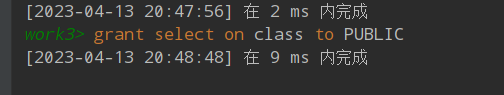 [2023-04-13 20:47:56] 在 2 ms 内完成
work3> grant select on class to PUBLIC
[2023-04-13 20:48:48] 在 9 ms 内完成